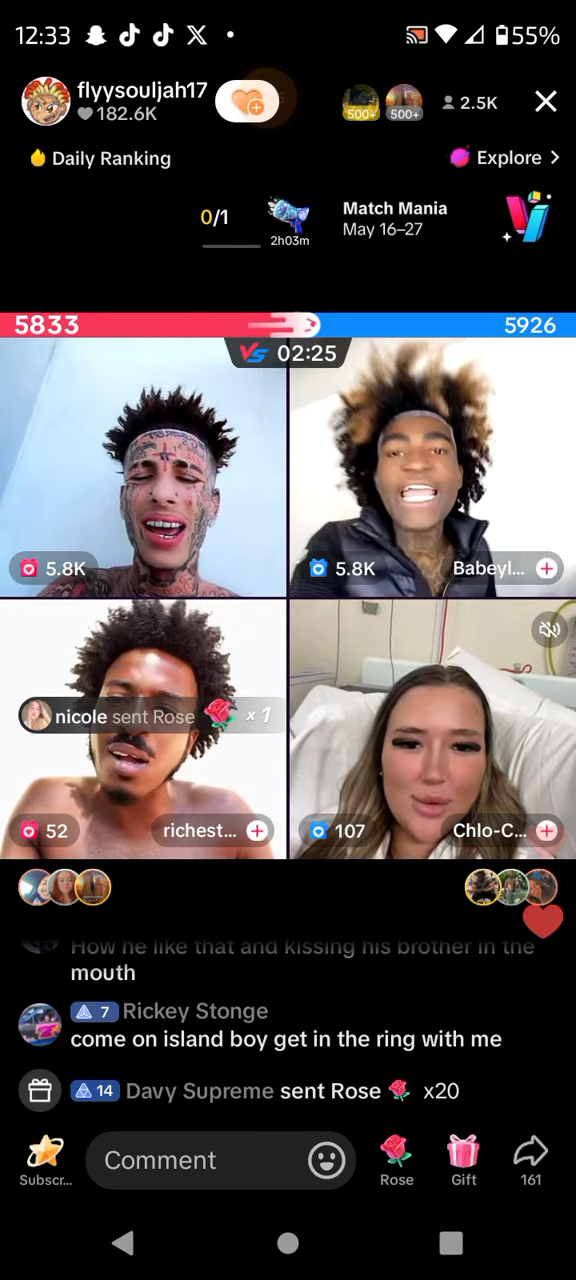 12:33
55%
flyysouljah17
182.6K
500+
500+
2.5K
Daily Ranking
Explore
0/1
2h03m
Match Mania
May 16–27
5833
5926
VS 02:25
5.8K
5.8K
Babeyl...
nicole sent Rose x 1
52
richest...
107
Chlo-C...
How he like that and kissing his brother in the
mouth
7 Rickey Stonge
come on island boy get in the ring with me
14 Davy Supreme sent Rose x20
Comment
Subscr...
Rose
Gift
161